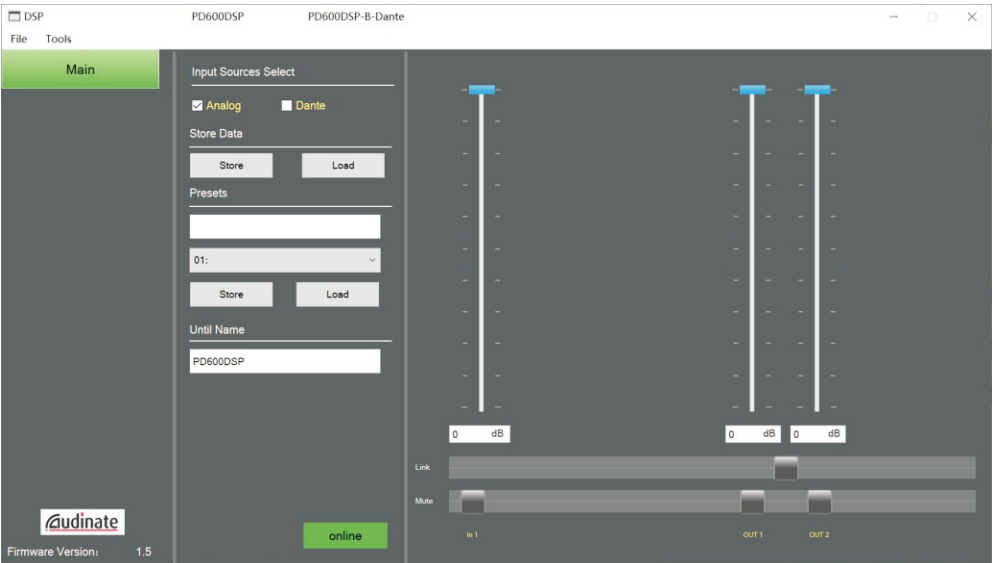 DSP PD600DSP PD600DSP-B-Dante
File Tools
Main
Input Sources Select
Analog Dante
Store Data
Store Load
Presets
01:
Store Load
Until Name
PD600DSP
online
Audinate
Firmware Version: 1.5
0 dB 0 dB 0 dB
Link
Mute
In 1 OUT 1 OUT 2